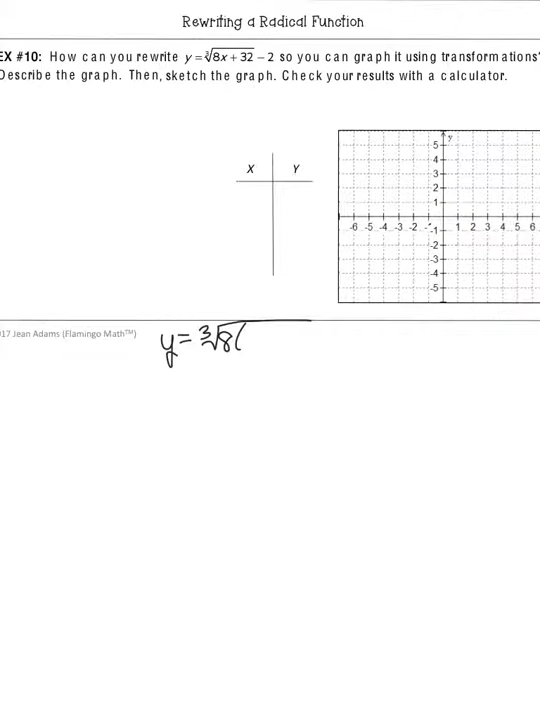 Rewriting a Radical Function
EX #10: How can you rewrite y = ∛(8x + 32) − 2 so you can graph it using transformations?
Describe the graph. Then, sketch the graph. Check your results with a calculator.
X Y
y
5
4
3
2
1
-6 -5 -4 -3 -2 -1 1 2 3 4 5 6
-2
-3
-4
-5
017 Jean Adams (Flamingo Math™)
y = ∛8(